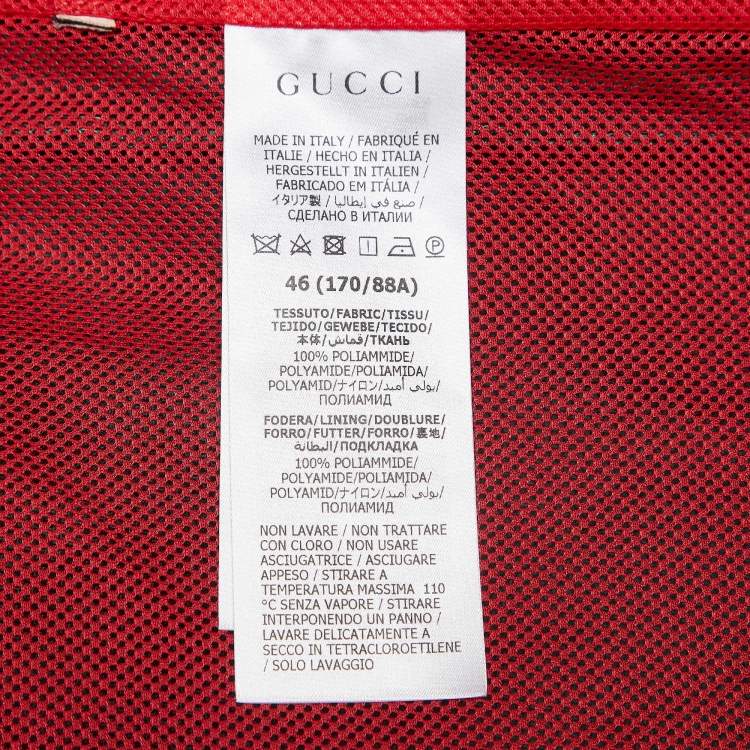 GUCCI
MADE IN ITALY / FABRIQUÉ EN
ITALIE / HECHO EN ITALIA /
HERGESTELLT IN ITALIEN /
FABRICADO EM ITÁLIA /
イタリア製 / صنع في إيطاليا /
СДЕЛАНО В ИТАЛИИ
P
46 (170/88A)
TESSUTO/FABRIC/TISSU/
TEJIDO/GEWEBE/TECIDO/
本体/قماش/ТКАНЬ
100% POLIAMMIDE/
POLYAMIDE/POLIAMIDA/
POLYAMID/ナイロン/بولي أميد/
ПОЛИАМИД
FODERA/LINING/DOUBLURE/
FORRO/FUTTER/FORRO/裏地/
البطانة/ПОДКЛАДКА
100% POLIAMMIDE/
POLYAMIDE/POLIAMIDA/
POLYAMID/ナイロン/بولي أميد/
ПОЛИАМИД
NON LAVARE / NON TRATTARE
CON CLORO / NON USARE
ASCIUGATRICE / ASCIUGARE
APPESO / STIRARE A
TEMPERATURA MASSIMA 110
°C SENZA VAPORE / STIRARE
INTERPONENDO UN PANNO /
LAVARE DELICATAMENTE A
SECCO IN TETRACLOROETILENE
/ SOLO LAVAGGIO